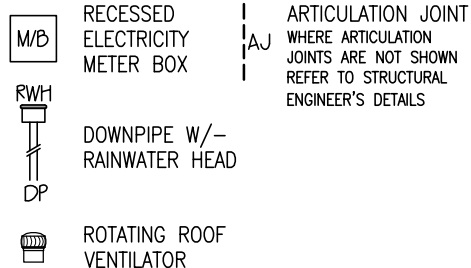 M/B
RECESSED
ELECTRICITY
METER BOX
AJ
ARTICULATION JOINT
WHERE ARTICULATION
JOINTS ARE NOT SHOWN
REFER TO STRUCTURAL
ENGINEER'S DETAILS
RWH
DP
DOWNPIPE W/-
RAINWATER HEAD
ROTATING ROOF
VENTILATOR